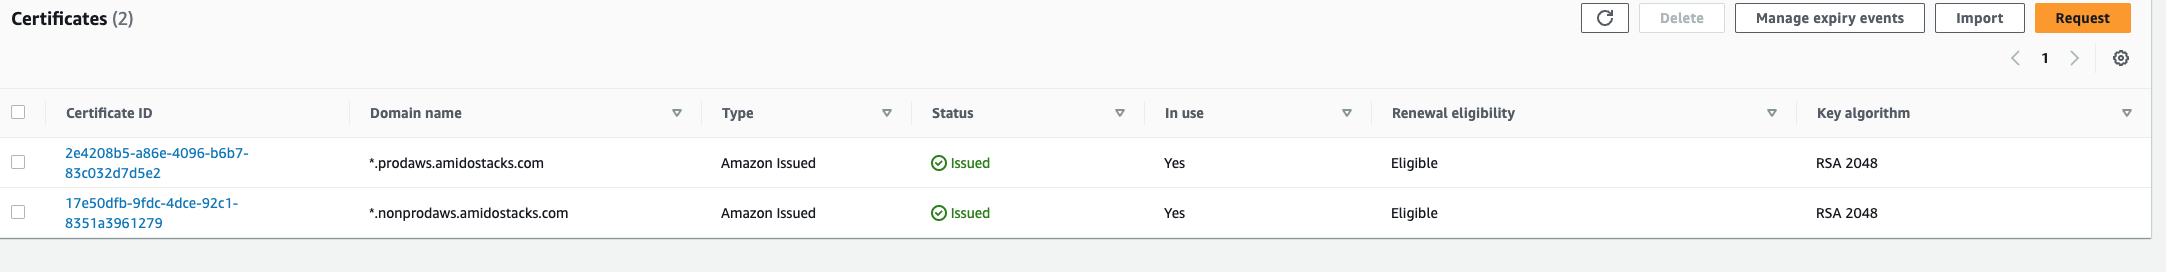 Certificates (2)
Delete
Manage expiry events
Import
Request
1
Certificate ID
Domain name
Type
Status
In use
Renewal eligibility
Key algorithm
2e4208b5-a86e-4096-b6b7-
83c032d7d5e2
*.prodaws.amidostacks.com
Amazon Issued
Issued
Yes
Eligible
RSA 2048
17e50dfb-9fdc-4dce-92c1-
8351a3961279
*.nonprodaws.amidostacks.com
Amazon Issued
Issued
Yes
Eligible
RSA 2048